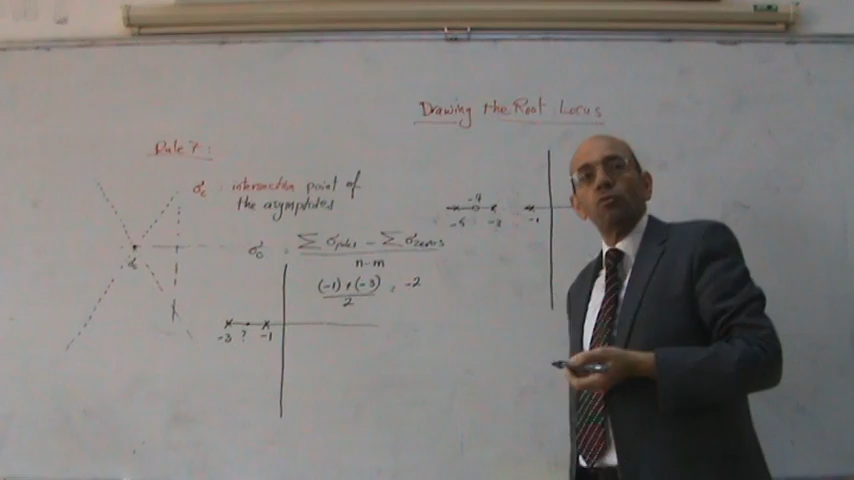 Drawing the Root Locus
Rule 7:
σ₀ : intersection point of
the asymptotes
σ₀ = (∑ σpoles − ∑ σzeros) / (n-m)
((-1) + (-3)) / 2 = -2
-3 ? -1
-4
-5 -3 -1
σ₀